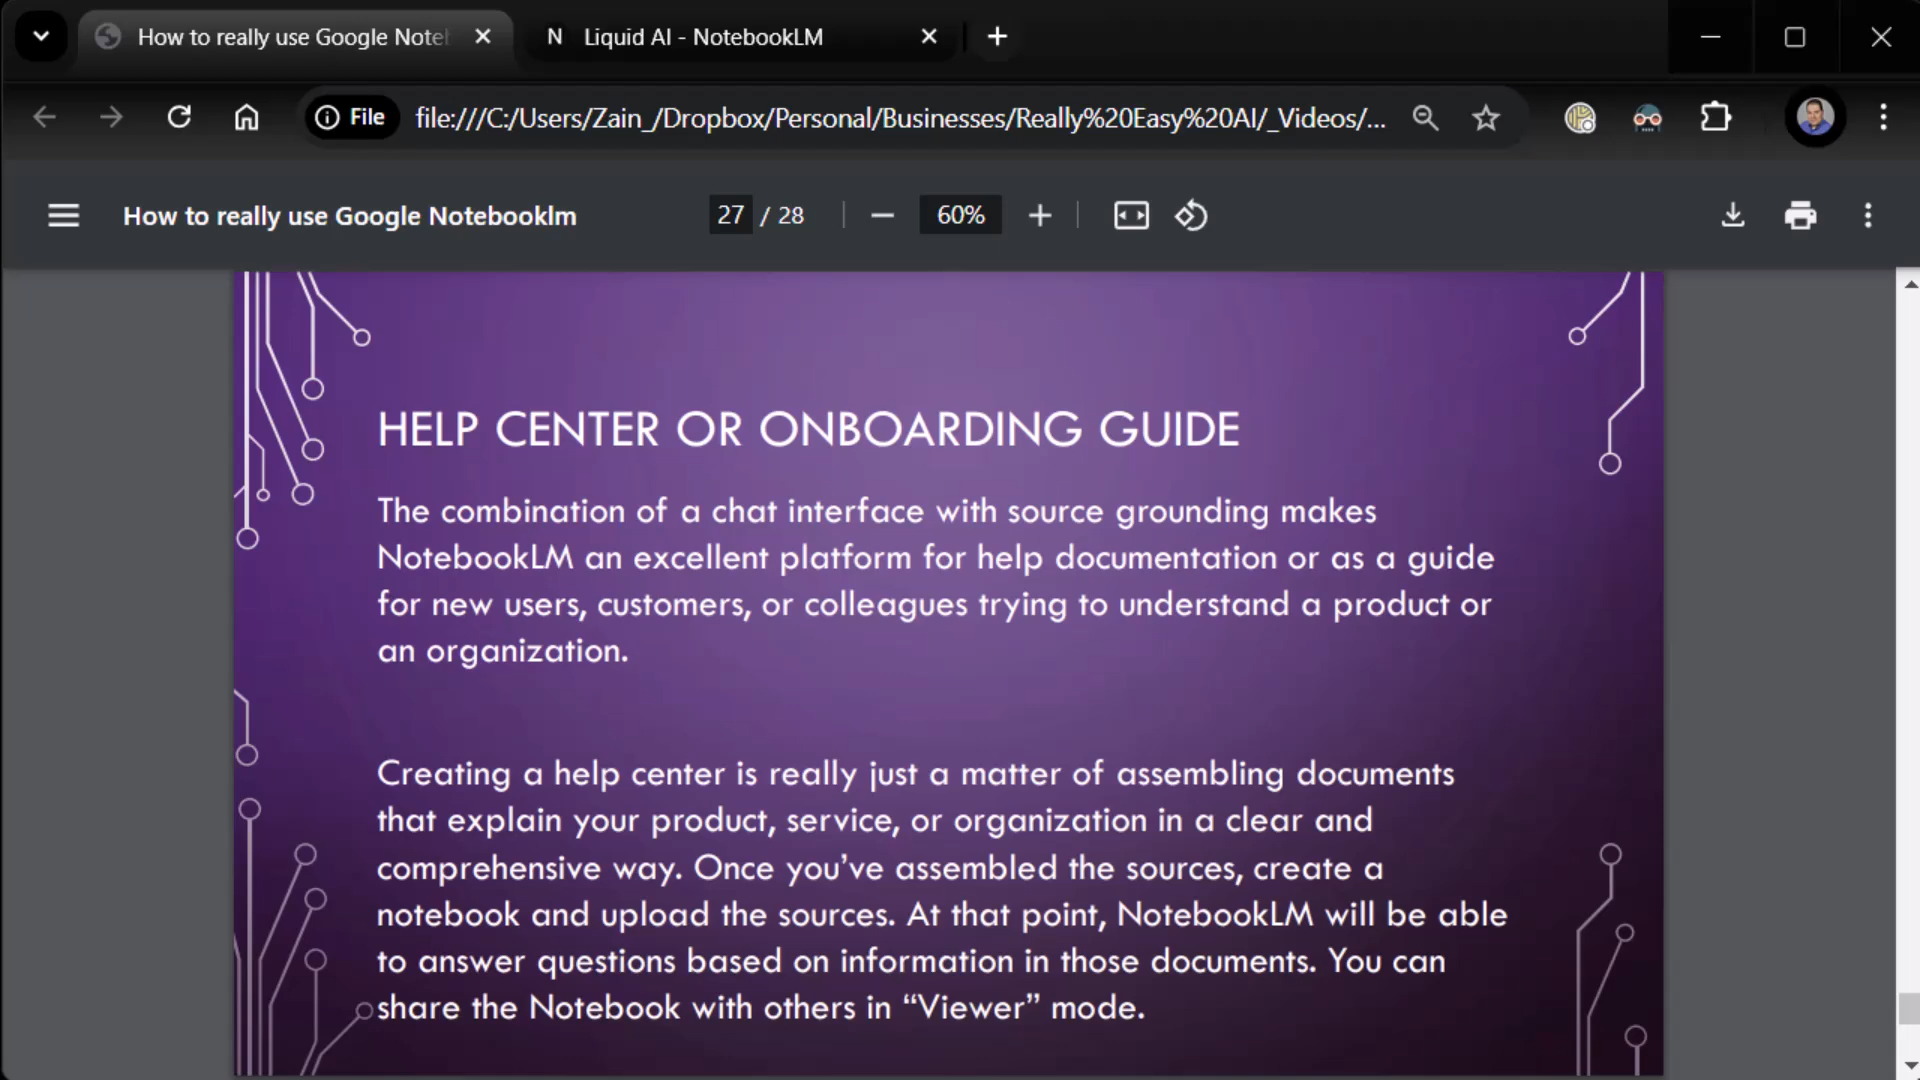 How to really use Google Note
Liquid AI - NotebookLM
File
file:///C:/Users/Zain_/Dropbox/Personal/Businesses/Really%20Easy%20AI/_Videos/...
How to really use Google Notebooklm
27 / 28
60%
HELP CENTER OR ONBOARDING GUIDE
The combination of a chat interface with source grounding makes
NotebookLM an excellent platform for help documentation or as a guide
for new users, customers, or colleagues trying to understand a product or
an organization.
Creating a help center is really just a matter of assembling documents
that explain your product, service, or organization in a clear and
comprehensive way. Once you’ve assembled the sources, create a
notebook and upload the sources. At that point, NotebookLM will be able
to answer questions based on information in those documents. You can
share the Notebook with others in “Viewer” mode.